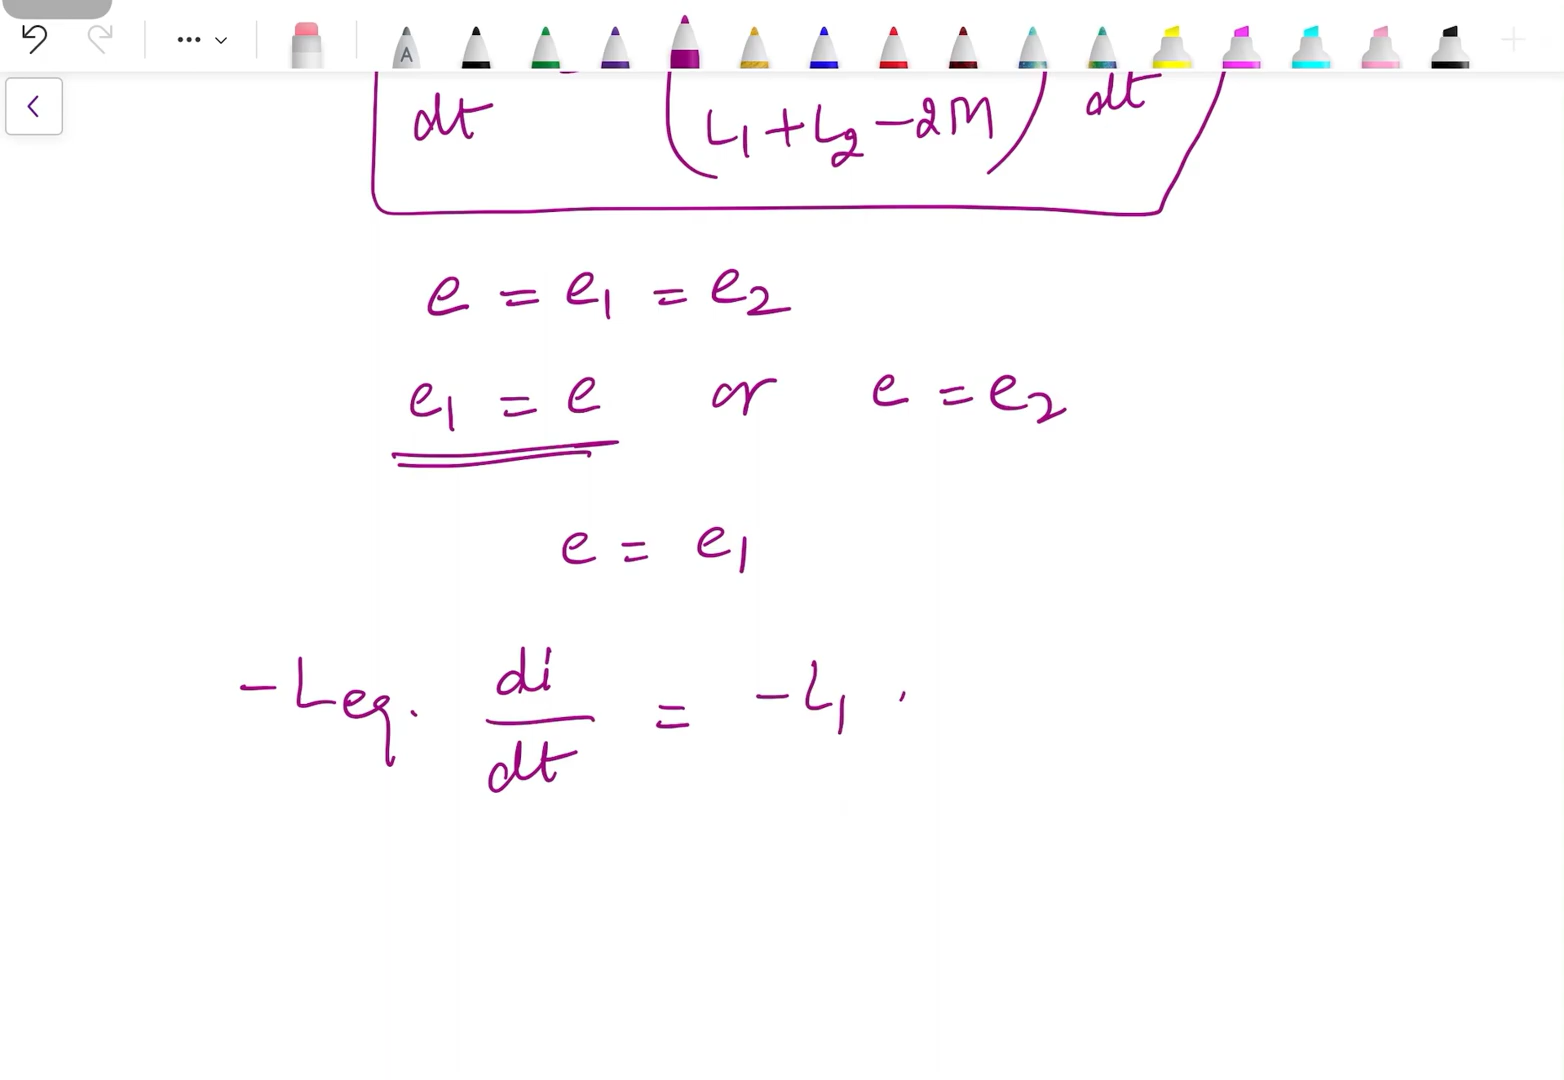 A
dt (L₁ + L₂ - 2M) dt
e = e₁ = e₂
e₁ = e or e = e₂
e = e₁
-Leq. di/dt = -L₁ .